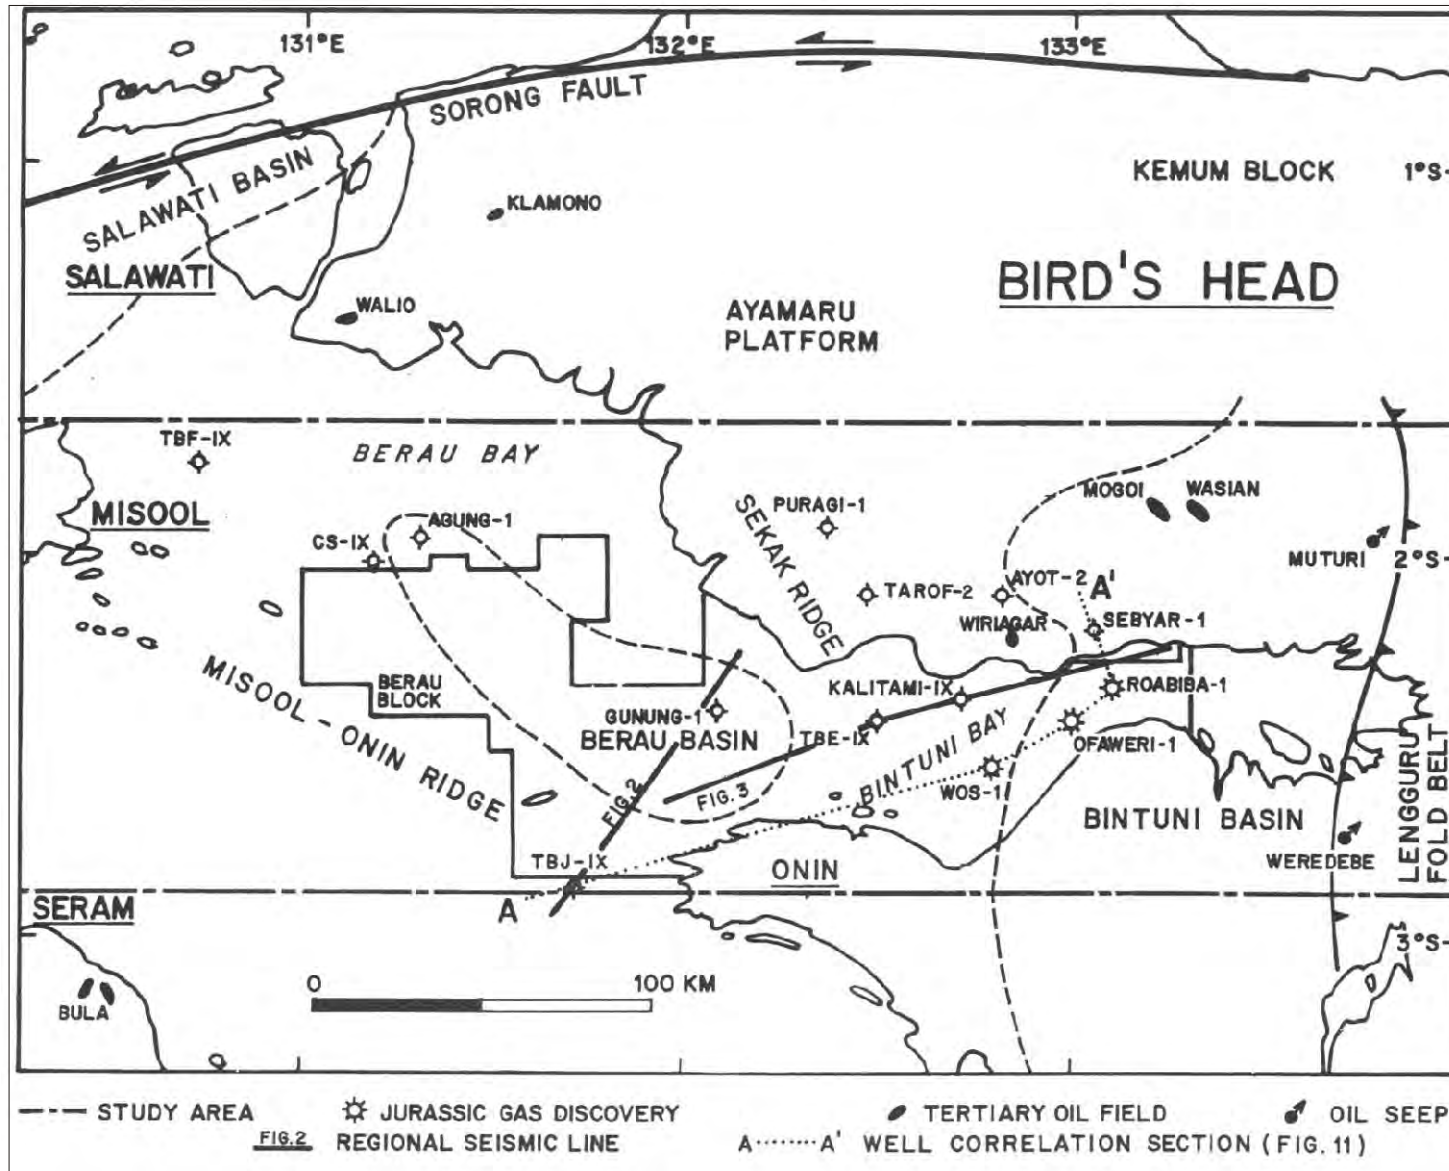 131°E
132°E
133°E
SORONG FAULT
KEMUM BLOCK
1°S-
SALAWATI BASIN
KLAMONO
SALAWATI
BIRD'S HEAD
WALIO
AYAMARU
PLATFORM
TBF-IX
BERAU BAY
MISOOL
AGUNG-1
CS-IX
PURAGI-1
SEKAK RIDGE
MOGOI
WASIAN
MUTURI
2°S-
TAROF-2
AYOT-2
A'
WIRIAGAR
SEBYAR-1
MISOOL-ONIN RIDGE
BERAU
BLOCK
KALITAMI-IX
ROABIBA-1
GUNUNG-1
BERAU BASIN
TBE-IX
BINTUNI BAY
OFAWERI-1
FIG.2
FIG.3
WOS-1
BINTUNI BASIN
LENGGURU
FOLD BELT
WEREDEBE
TBJ-IX
ONIN
A
SERAM
3°S-
BULA
0 100 KM
STUDY AREA
JURASSIC GAS DISCOVERY
TERTIARY OIL FIELD
OIL SEEP
FIG.2 REGIONAL SEISMIC LINE
A········A' WELL CORRELATION SECTION (FIG. 11)